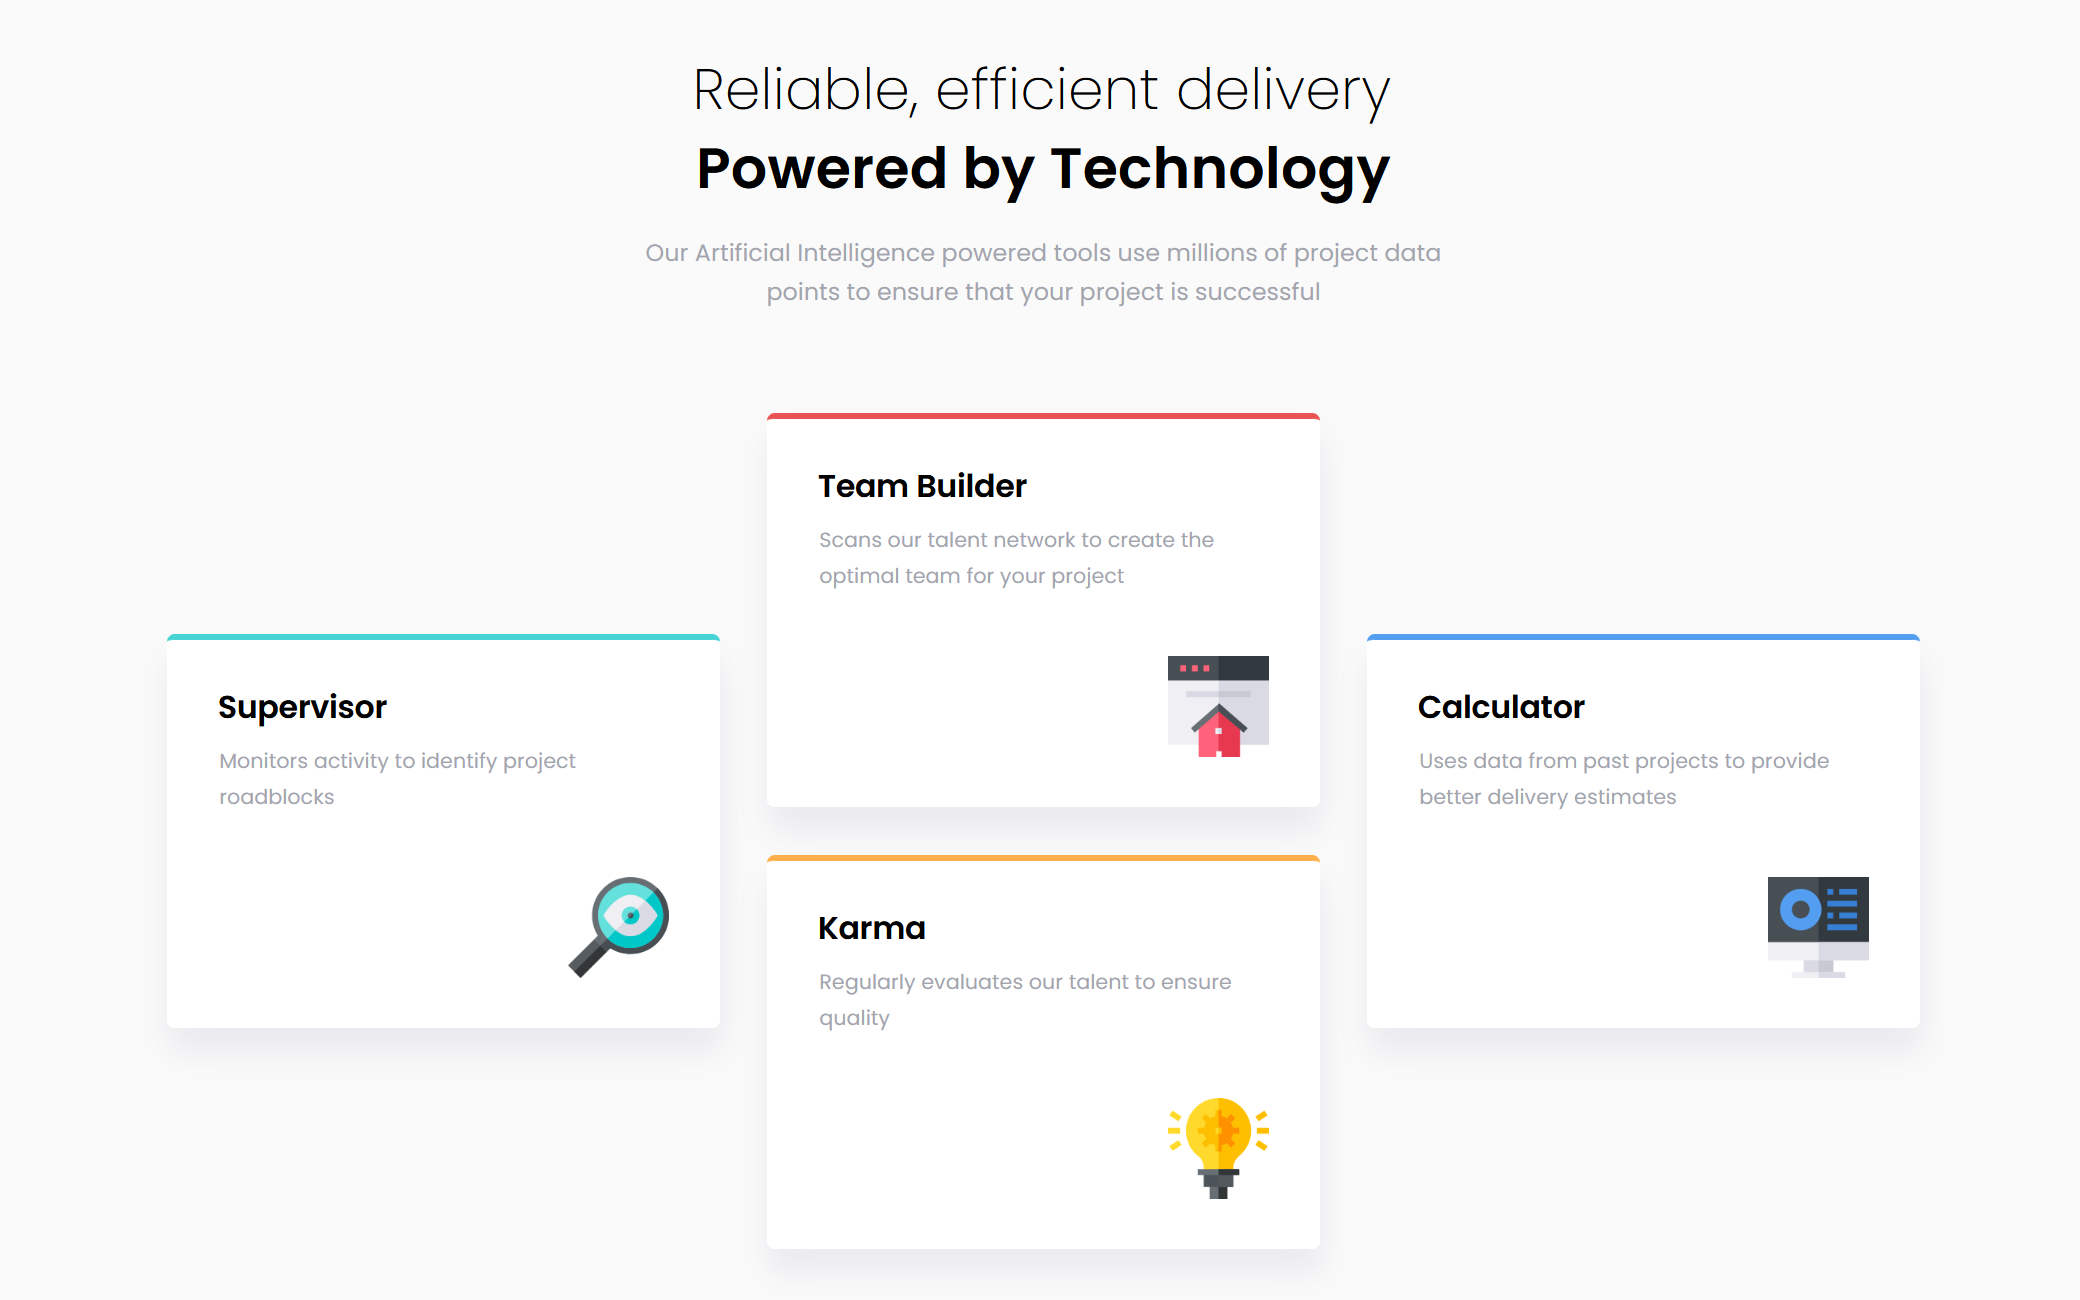 Reliable, efficient delivery
Powered by Technology
Our Artificial Intelligence powered tools use millions of project data
points to ensure that your project is successful
Team Builder
Scans our talent network to create the
optimal team for your project
Supervisor
Monitors activity to identify project
roadblocks
Calculator
Uses data from past projects to provide
better delivery estimates
Karma
Regularly evaluates our talent to ensure
quality